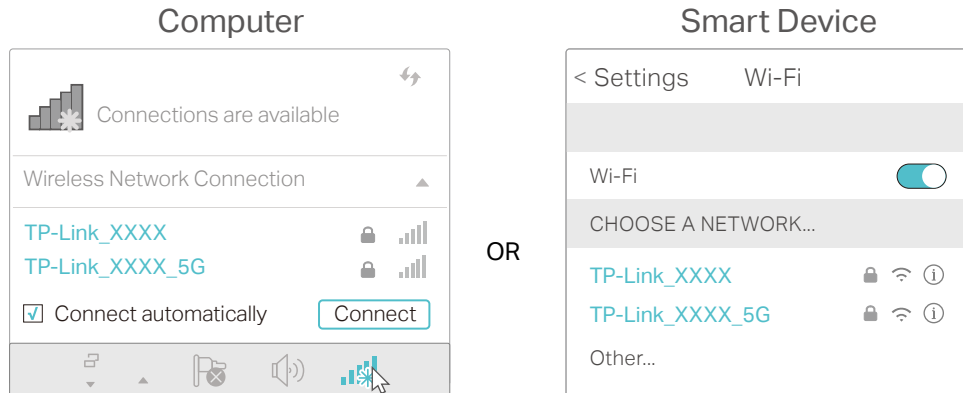 Computer
Connections are available
Wireless Network Connection
TP-Link_XXXX
TP-Link_XXXX_5G
Connect automatically
Connect
OR
Smart Device
< Settings Wi-Fi
Wi-Fi
CHOOSE A NETWORK...
TP-Link_XXXX
TP-Link_XXXX_5G
Other...